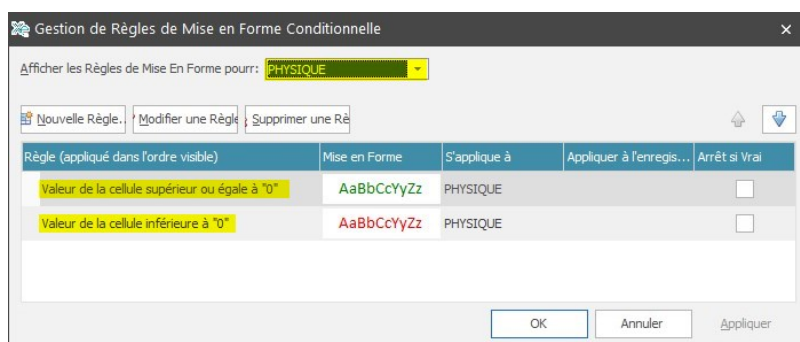 Gestion de Règles de Mise en Forme Conditionnelle
Afficher les Règles de Mise En Forme pourr: PHYSIQUE
Nouvelle Règle.. Modifier une Règle Supprimer une Rè
Règle (appliqué dans l'ordre visible) Mise en Forme S'applique à Appliquer à l'enregis... Arrêt si Vrai
Valeur de la cellule supérieur ou égale à "0" AaBbCcYyZz PHYSIQUE
Valeur de la cellule inférieure à "0" AaBbCcYyZz PHYSIQUE
OK Annuler Appliquer